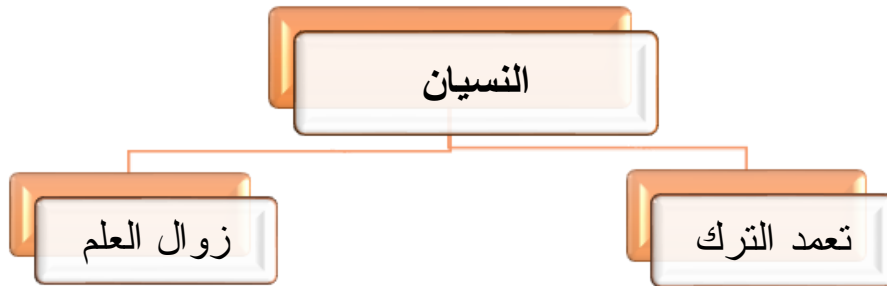 النسيان
تعمد الترك
زوال العلم